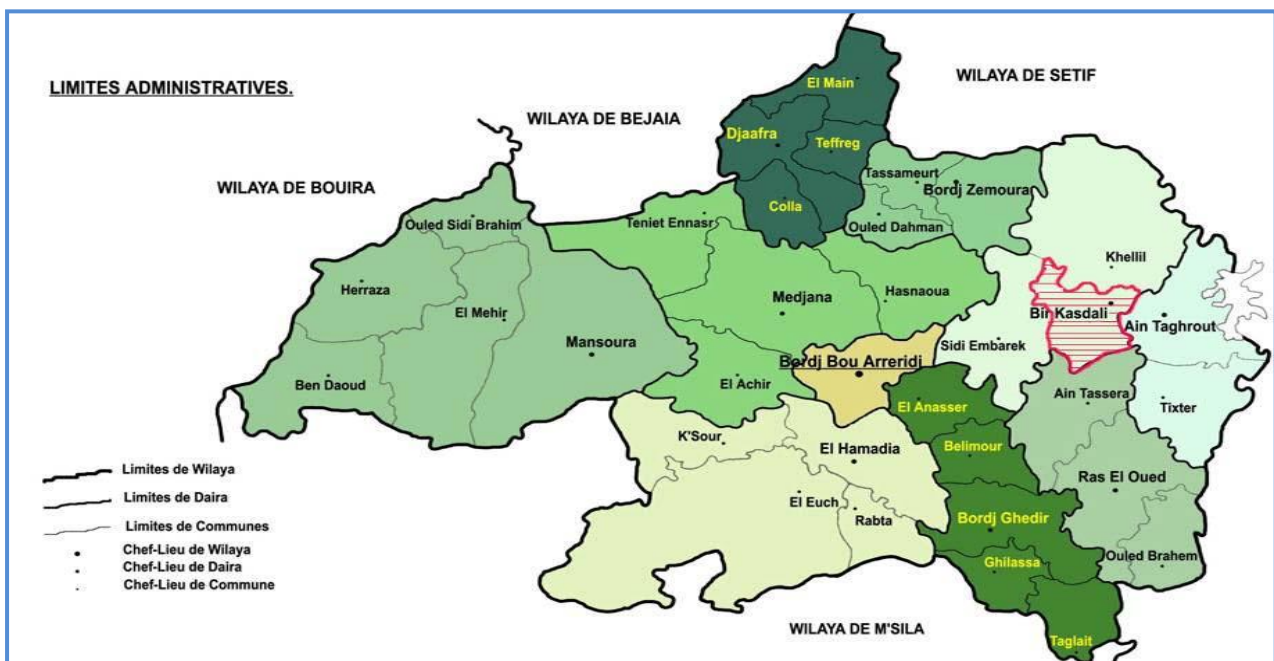 LIMITES ADMINISTRATIVES.
WILAYA DE SETIF
WILAYA DE BEJAIA
WILAYA DE BOUIRA
El Main
Djaafra
Teffreg
Colla
Tassameurt
Bordj Zemoura
Ouled Dahman
Teniet Ennasr
Ouled Sidi Brahim
Khellil
Herraza
El Mehir
Medjana
Hasnaoua
Bir Kasdali
Ain Taghrout
Mansoura
Sidi Embarek
Bordj Bou Arreridj
Ben Daoud
El Achir
El Anasser
Ain Tassera
Tixter
K'Sour
El Hamadia
Belimour
Ras El Oued
El Euch
Rabta
Bordj Ghedir
Ghilassa
Ouled Brahem
Taglait
WILAYA DE M'SILA
Limites de Wilaya
Limites de Daira
Limites de Communes
Chef-Lieu de Wilaya
Chef-Lieu de Daira
Chef-Lieu de Commune